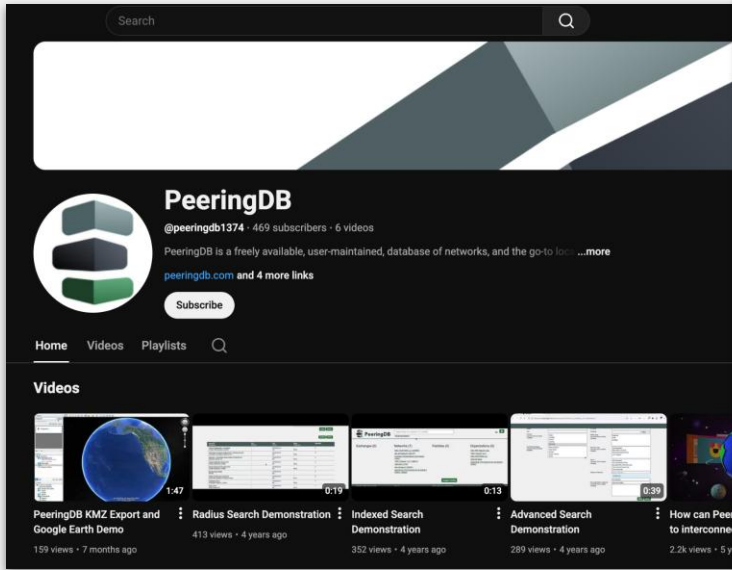 Search
PeeringDB
@peeringdb1374 · 469 subscribers · 6 videos
PeeringDB is a freely available, user-maintained, database of networks, and the go-to loca ...more
peeringdb.com and 4 more links
Subscribe
Home Videos Playlists
Videos
1:47
0:19
PeeringDB
0:13
0:39
PeeringDB KMZ Export and
Google Earth Demo
159 views • 7 months ago
Radius Search Demonstration
413 views • 4 years ago
Indexed Search
Demonstration
352 views • 4 years ago
Advanced Search
Demonstration
289 views • 4 years ago
How can Peer
to interconne
2.2k views • 5 y